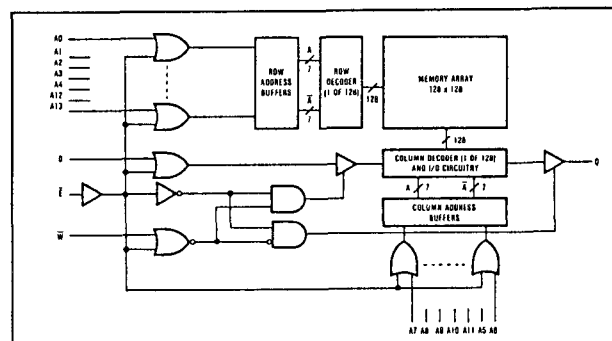 A0
A1
A2
A3
A4
A12
A13
ROW
ADDRESS
BUFFERS
A
7
A̅
7
ROW
DECODER
(1 OF 128)
128
MEMORY ARRAY
128 x 128
128
D
COLUMN DECODER (1 OF 128)
AND I/O CIRCUITRY
Q
A 7 A̅ 7
E̅
COLUMN ADDRESS
BUFFERS
W̅
A7 A8 A9 A10 A11 A5 A6